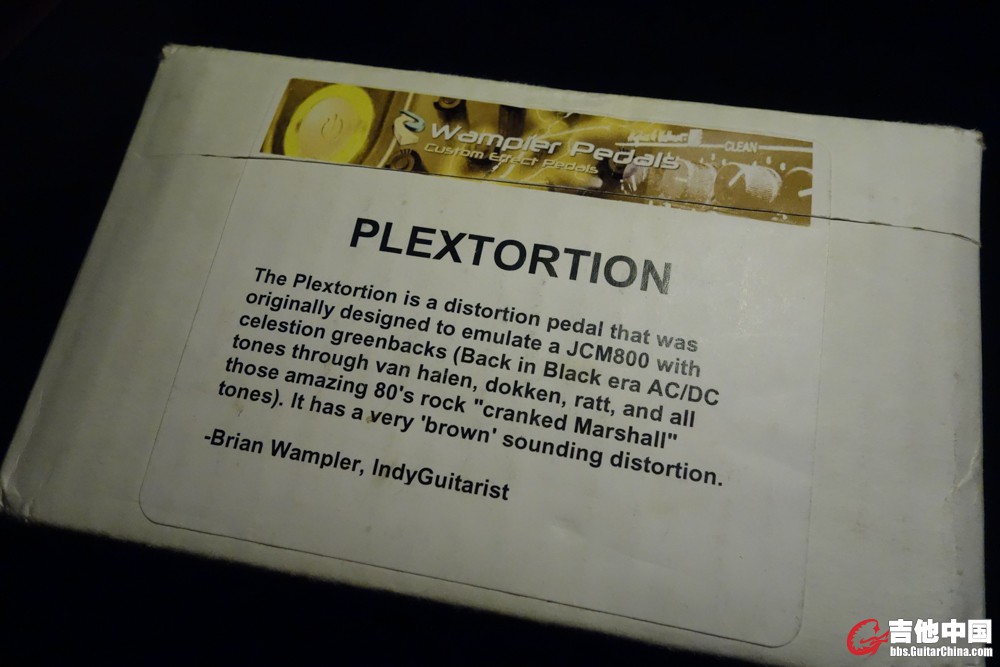 Wampler Pedals
Custom Effect Pedals
CLEAN
PLEXTORTION
The Plextortion is a distortion pedal that was
originally designed to emulate a JCM800 with
celestion greenbacks (Back in Black era AC/DC
tones through van halen, dokken, ratt, and all
those amazing 80's rock "cranked Marshall"
tones). It has a very 'brown' sounding distortion.
-Brian Wampler, IndyGuitarist
吉他中国
bbs.GuitarChina.com